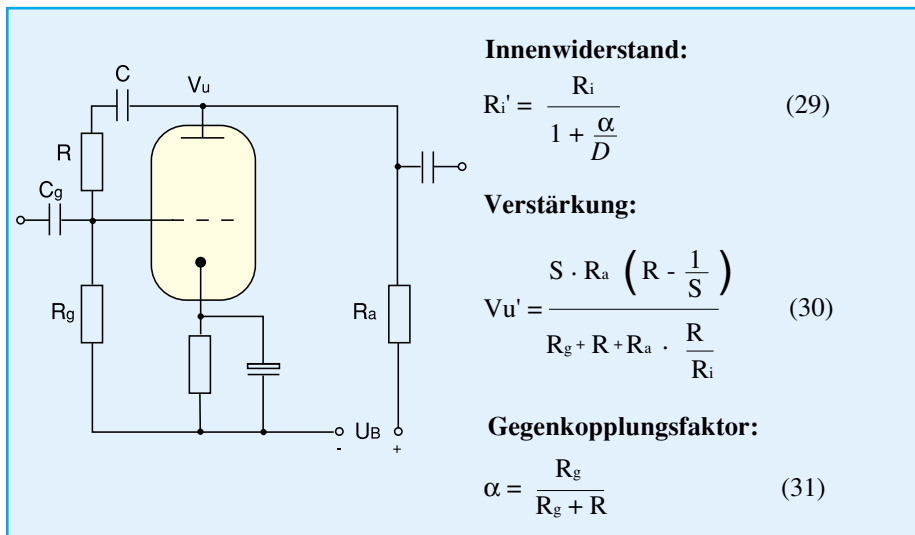 C
Vu
R
Cg
Rg
Ra
UB
- +
Innenwiderstand:
Ri' = Ri / (1 + α/D) (29)
Verstärkung:
Vu' = S · Ra (R - 1/S) / (Rg + R + Ra · R/Ri) (30)
Gegenkopplungsfaktor:
α = Rg / (Rg + R) (31)